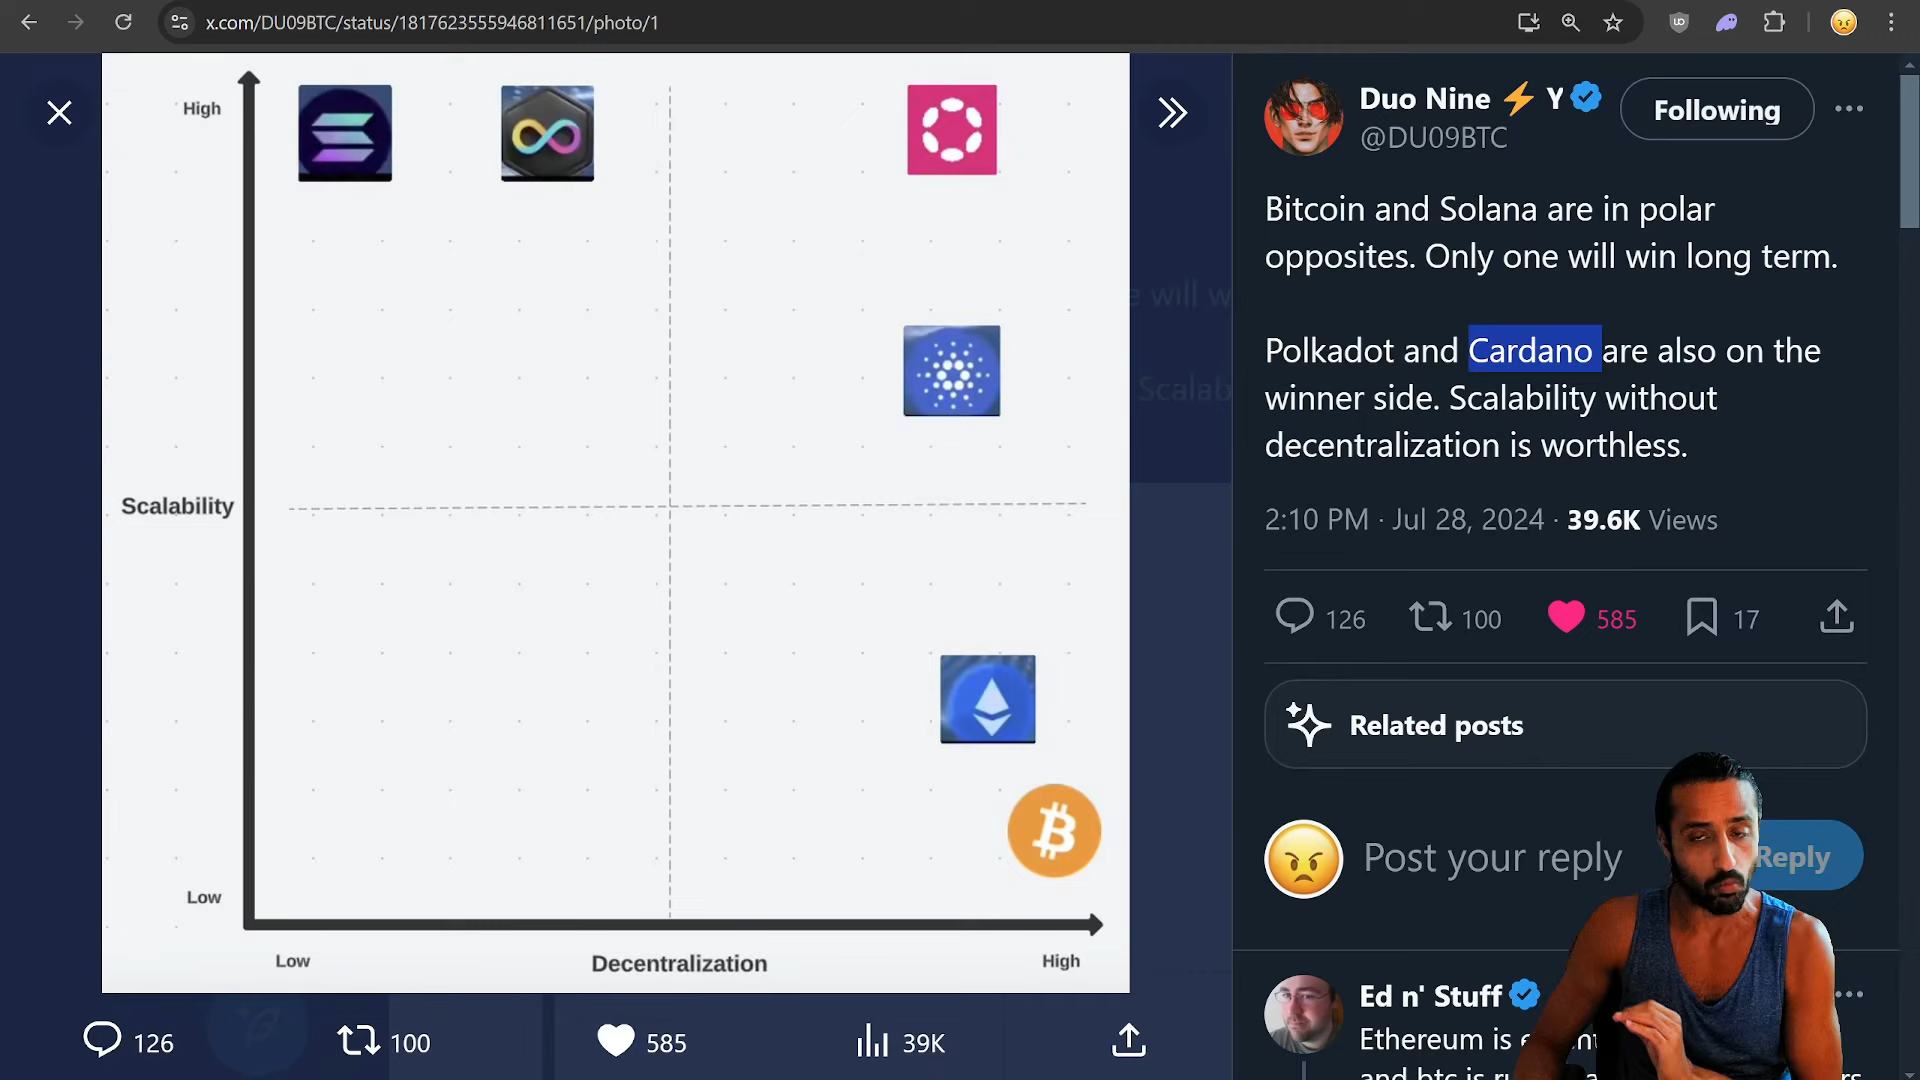 x.com/DU09BTC/status/1817623555946811651/photo/1
High
Scalability
Low
Low
Decentralization
High
126
100
585
39K
Duo Nine ⚡ Y
@DU09BTC
Following
Bitcoin and Solana are in polar
opposites. Only one will win long term.
Polkadot and Cardano are also on the
winner side. Scalability without
decentralization is worthless.
2:10 PM · Jul 28, 2024 · 39.6K Views
126
100
585
17
Related posts
Post your reply
Reply
Ed n' Stuff
Ethereum is
and btc is